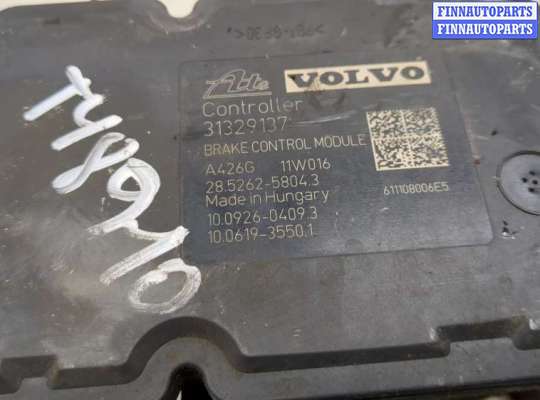 FINNAUTOPARTS
FINNAUTOPARTS
FINNAUTOPARTS
Ate VOLVO
Controller
31329137
BRAKE CONTROL MODULE
A426G 11W016
28.5262-5804.3
Made in Hungary
611108006E5
10.0926-0409.3
10.0619-3550.1